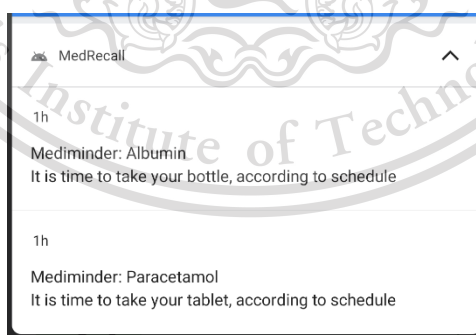 MedRecall
1h
Mediminder: Albumin
It is time to take your bottle, according to schedule
1h
Mediminder: Paracetamol
It is time to take your tablet, according to schedule
Institute of Techno